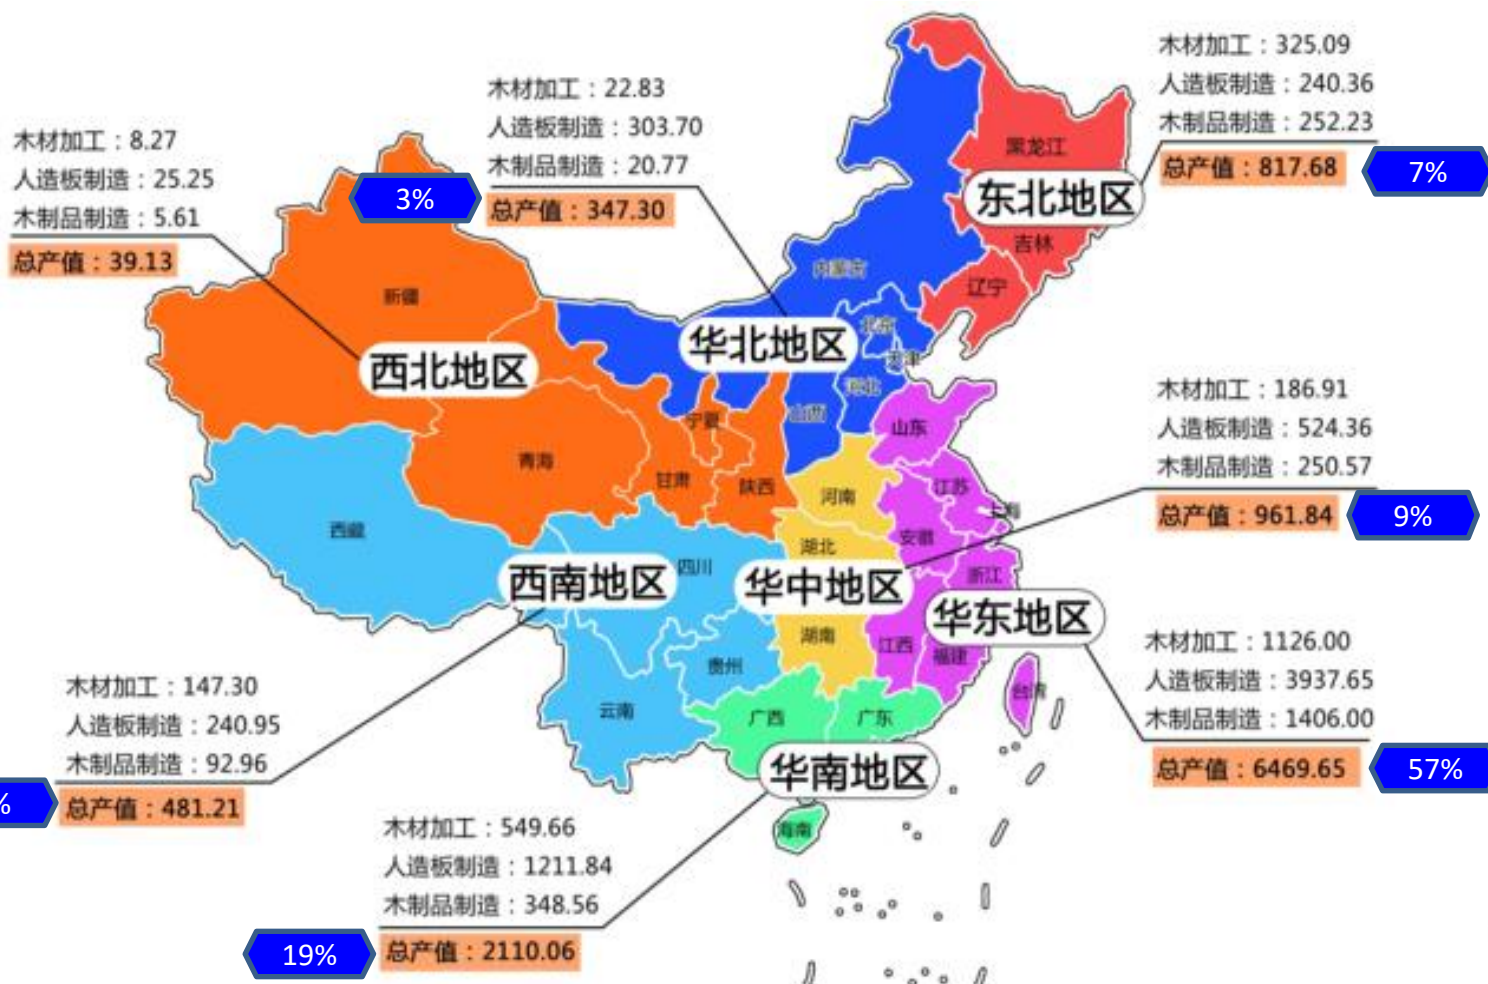 木材加工：325.09
人造板制造：240.36
木制品制造：252.23
总产值：817.68
7%
木材加工：22.83
人造板制造：303.70
木制品制造：20.77
总产值：347.30
3%
木材加工：8.27
人造板制造：25.25
木制品制造：5.61
总产值：39.13
黑龙江
东北地区
吉林
辽宁
内蒙古
新疆
北京
华北地区
天津
西北地区
河北
山西
宁夏
山东
木材加工：186.91
人造板制造：524.36
木制品制造：250.57
总产值：961.84
9%
青海
甘肃
陕西
河南
江苏
上海
西藏
安徽
湖北
四川
浙江
西南地区
华中地区
华东地区
湖南
江西
福建
贵州
台湾
云南
广西
广东
木材加工：1126.00
人造板制造：3937.65
木制品制造：1406.00
总产值：6469.65
57%
木材加工：147.30
人造板制造：240.95
木制品制造：92.96
总产值：481.21
%
华南地区
海南
木材加工：549.66
人造板制造：1211.84
木制品制造：348.56
总产值：2110.06
19%